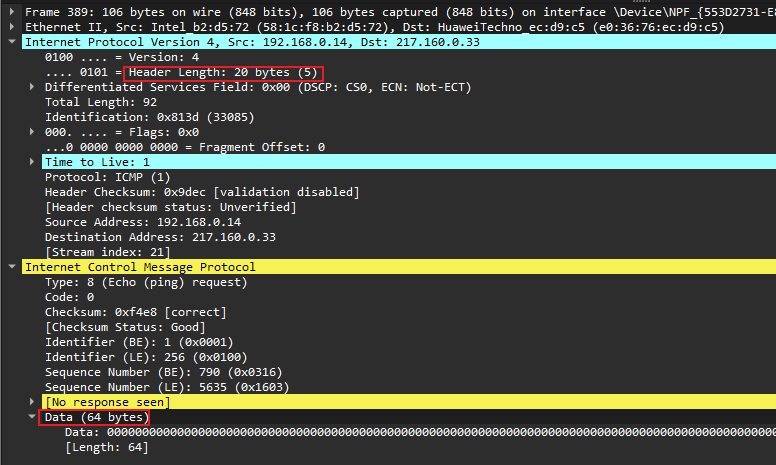 Frame 389: 106 bytes on wire (848 bits), 106 bytes captured (848 bits) on interface \Device\NPF_{553D2731-E8
Ethernet II, Src: Intel_b2:d5:72 (58:1c:f8:b2:d5:72), Dst: HuaweiTechno_ec:d9:c5 (e0:36:76:ec:d9:c5)
Internet Protocol Version 4, Src: 192.168.0.14, Dst: 217.160.0.33
0100 .... = Version: 4
.... 0101 = Header Length: 20 bytes (5)
Differentiated Services Field: 0x00 (DSCP: CS0, ECN: Not-ECT)
Total Length: 92
Identification: 0x813d (33085)
000. .... = Flags: 0x0
...0 0000 0000 0000 = Fragment Offset: 0
Time to Live: 1
Protocol: ICMP (1)
Header Checksum: 0x9dec [validation disabled]
[Header checksum status: Unverified]
Source Address: 192.168.0.14
Destination Address: 217.160.0.33
[Stream index: 21]
Internet Control Message Protocol
Type: 8 (Echo (ping) request)
Code: 0
Checksum: 0xf4e8 [correct]
[Checksum Status: Good]
Identifier (BE): 1 (0x0001)
Identifier (LE): 256 (0x0100)
Sequence Number (BE): 790 (0x0316)
Sequence Number (LE): 5635 (0x1603)
[No response seen]
Data (64 bytes)
Data: 0000000000000000000000000000000000000000000000000000000000000000000000000000000000000000000000
[Length: 64]